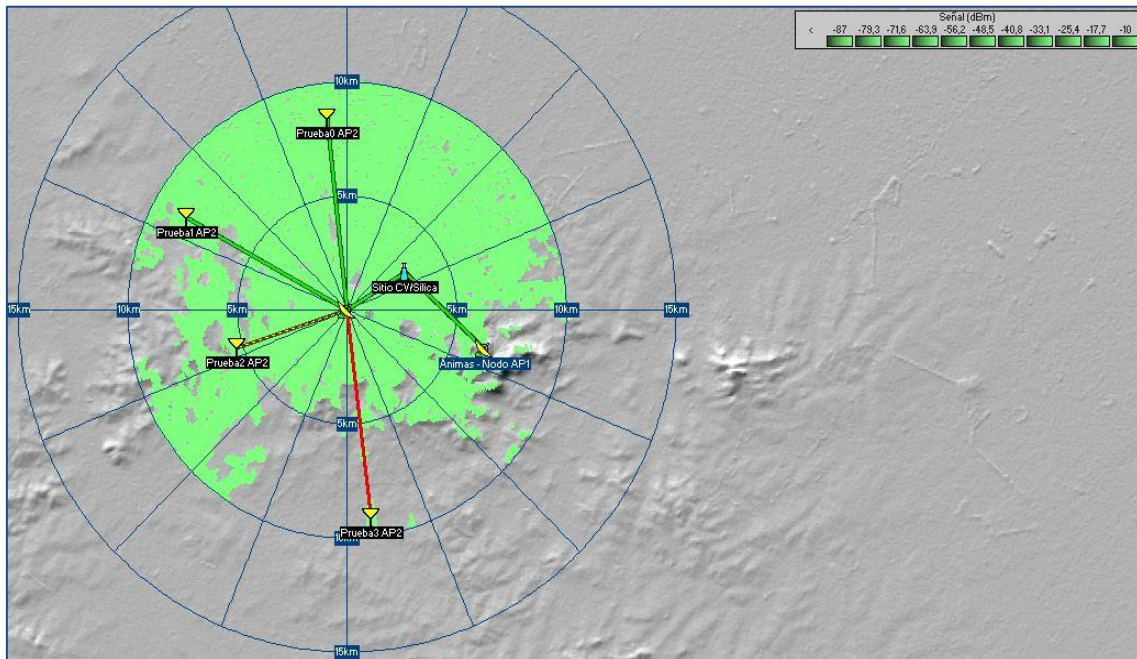 Señal (dBm)
< -87 -79,3 -71,6 -63,9 -56,2 -48,5 -40,8 -33,1 -25,4 -17,7 -10
10km
Prueba0 AP2
5km
Prueba1 AP2
Sitio CV/Silica
15km 10km 5km 5km 10km 15km
Prueba2 AP2
Ánimas - Nodo AP1
5km
Prueba3 AP2
15km